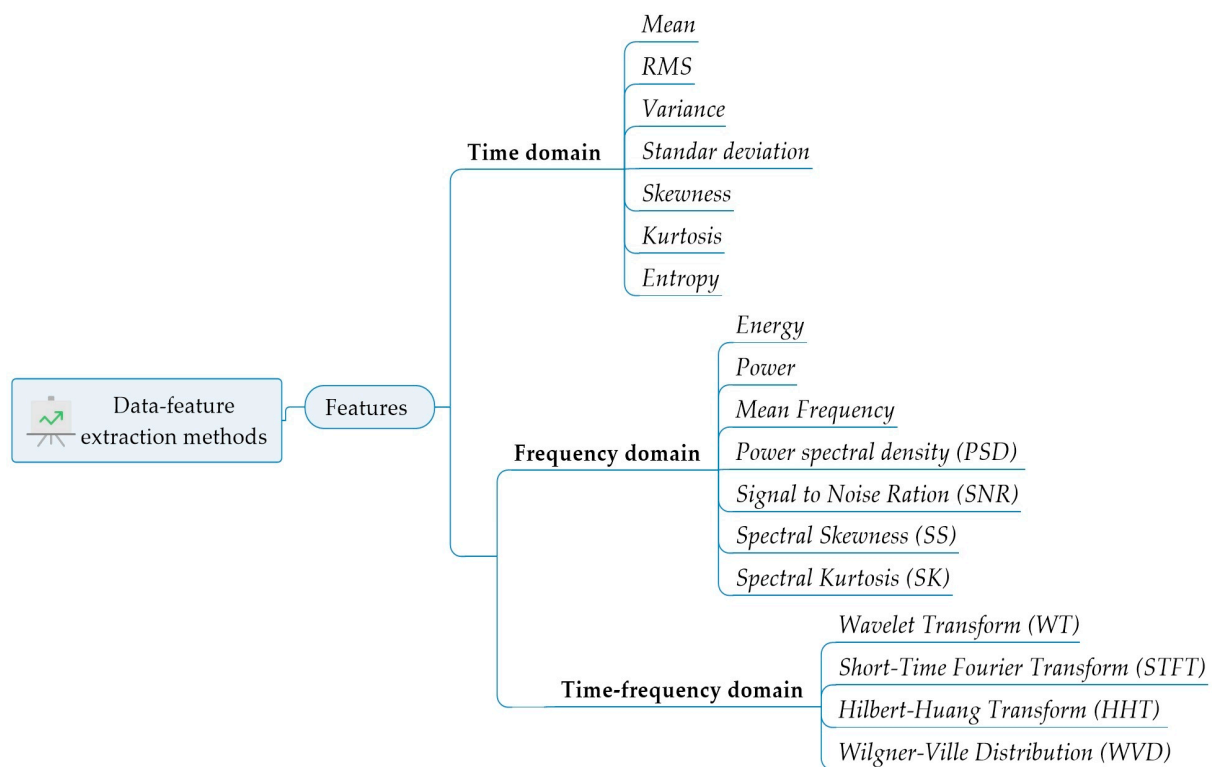 Data-feature
extraction methods
Features
Time domain
Mean
RMS
Variance
Standar deviation
Skewness
Kurtosis
Entropy
Frequency domain
Energy
Power
Mean Frequency
Power spectral density (PSD)
Signal to Noise Ration (SNR)
Spectral Skewness (SS)
Spectral Kurtosis (SK)
Time-frequency domain
Wavelet Transform (WT)
Short-Time Fourier Transform (STFT)
Hilbert-Huang Transform (HHT)
Wilgner-Ville Distribution (WVD)